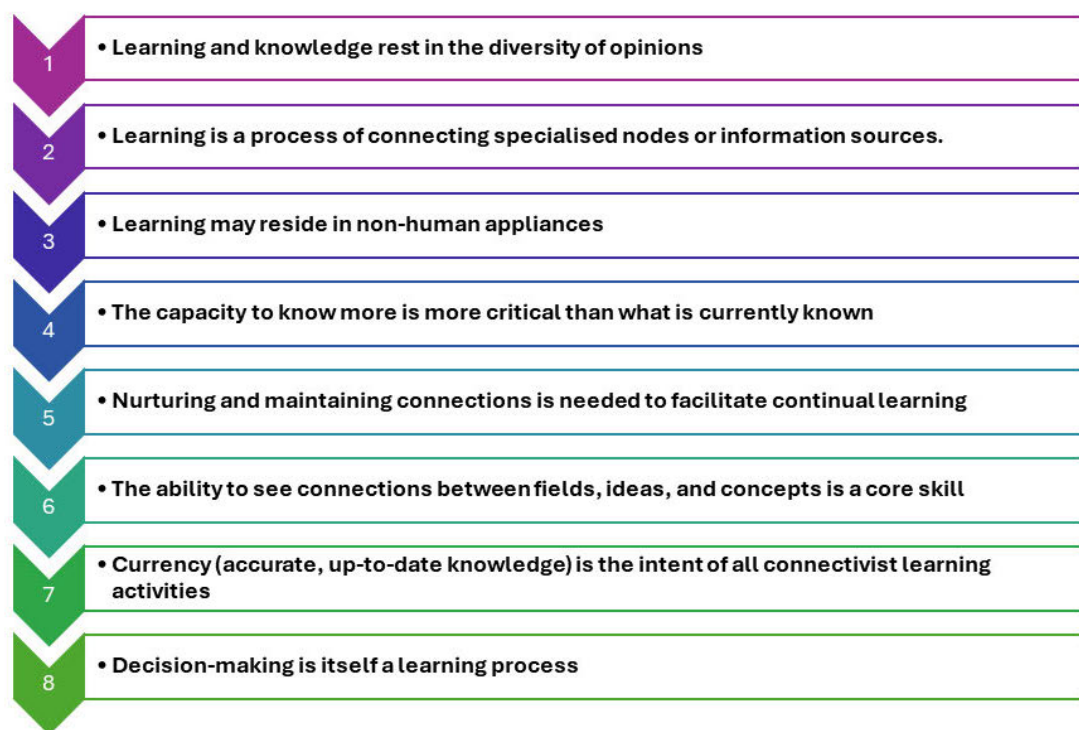 1
• Learning and knowledge rest in the diversity of opinions
2
• Learning is a process of connecting specialised nodes or information sources.
3
• Learning may reside in non-human appliances
4
• The capacity to know more is more critical than what is currently known
5
• Nurturing and maintaining connections is needed to facilitate continual learning
6
• The ability to see connections between fields, ideas, and concepts is a core skill
7
• Currency (accurate, up-to-date knowledge) is the intent of all connectivist learning
activities
8
• Decision-making is itself a learning process